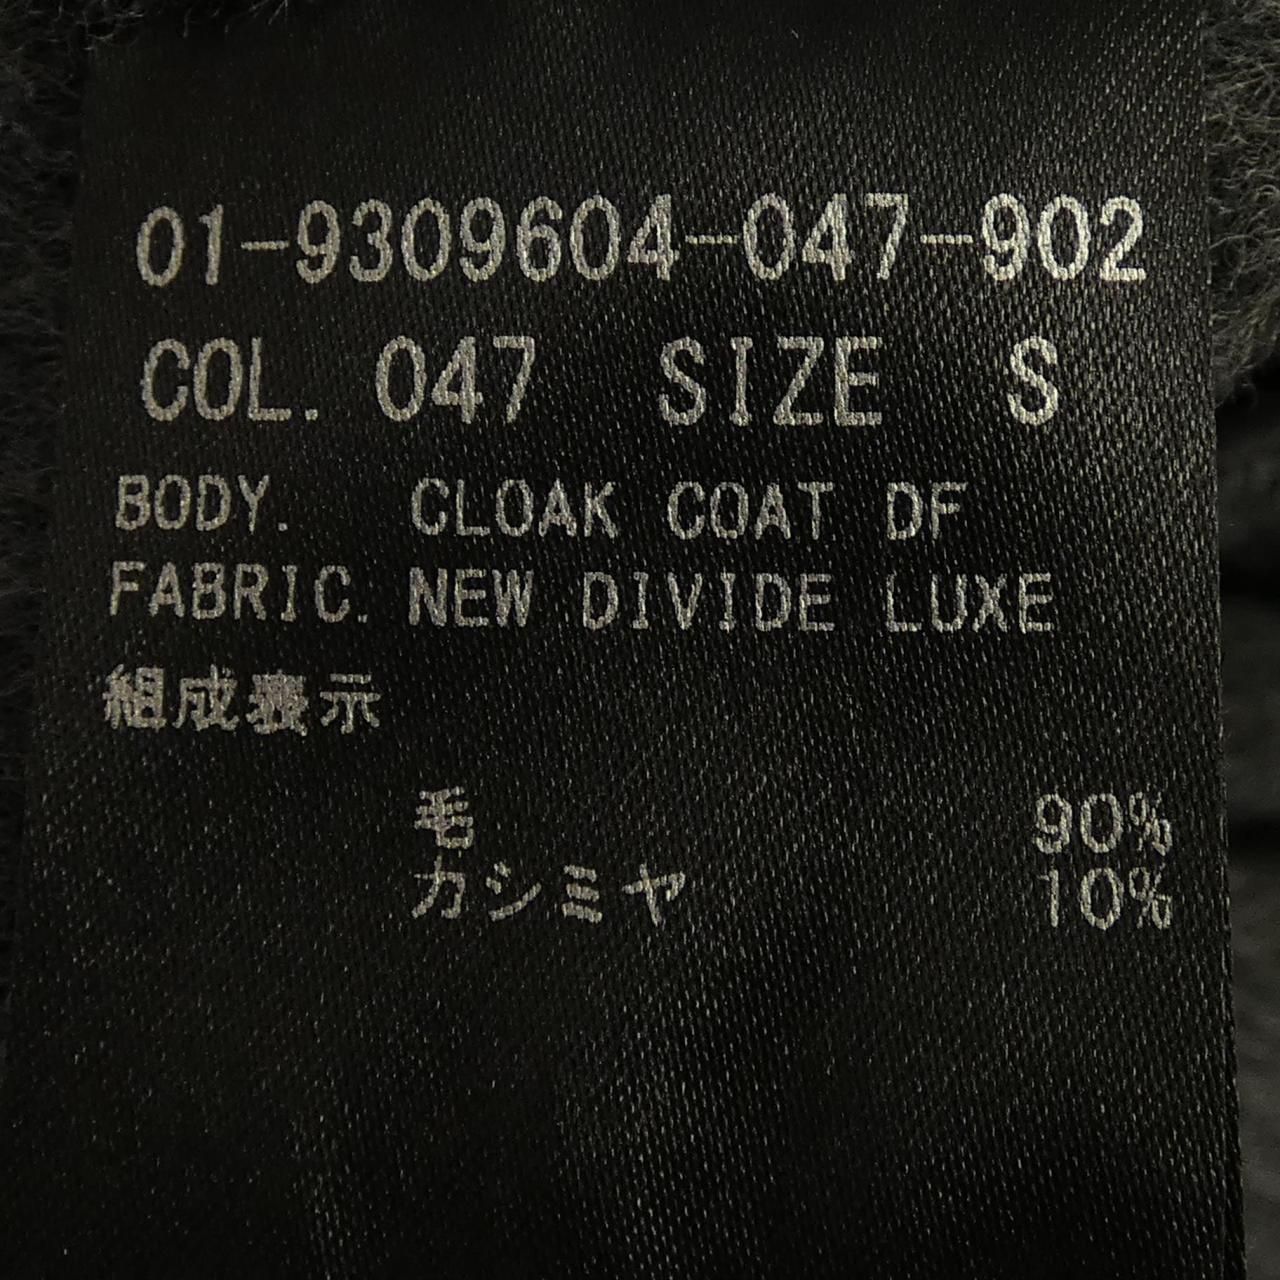 01-9309604-047-902
COL. 047 SIZE S
BODY. CLOAK COAT DF
FABRIC. NEW DIVIDE LUXE
組成表示
毛 90%
カシミヤ 10%